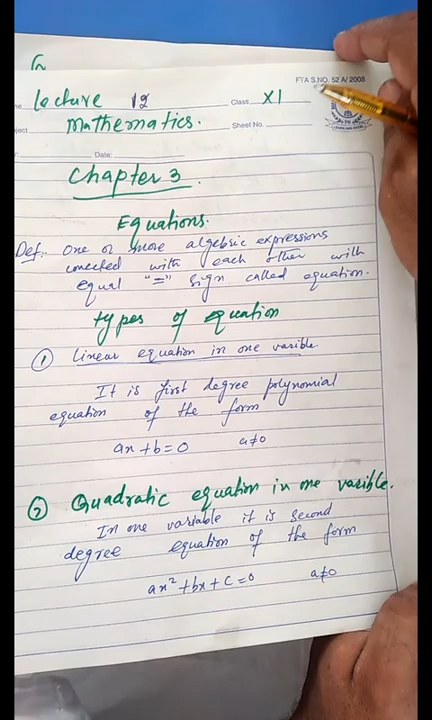 FTA S.NO. 52 A/ 2008
Lecture 12 Class XI
Mathematics. Sheet No.
Date:
Chapter 3
Equations.
Def:- One or more algebric expressions
conected with each other with
equal "=" sign called equation.
types of equation
① Linear equation in one varible.
It is first degree polynomial
equation of the form
ax+b=0 a≠0
② Quadratic equation in one varible.
In one variable it is second
degree equation of the form
ax²+bx+c=0 a≠0